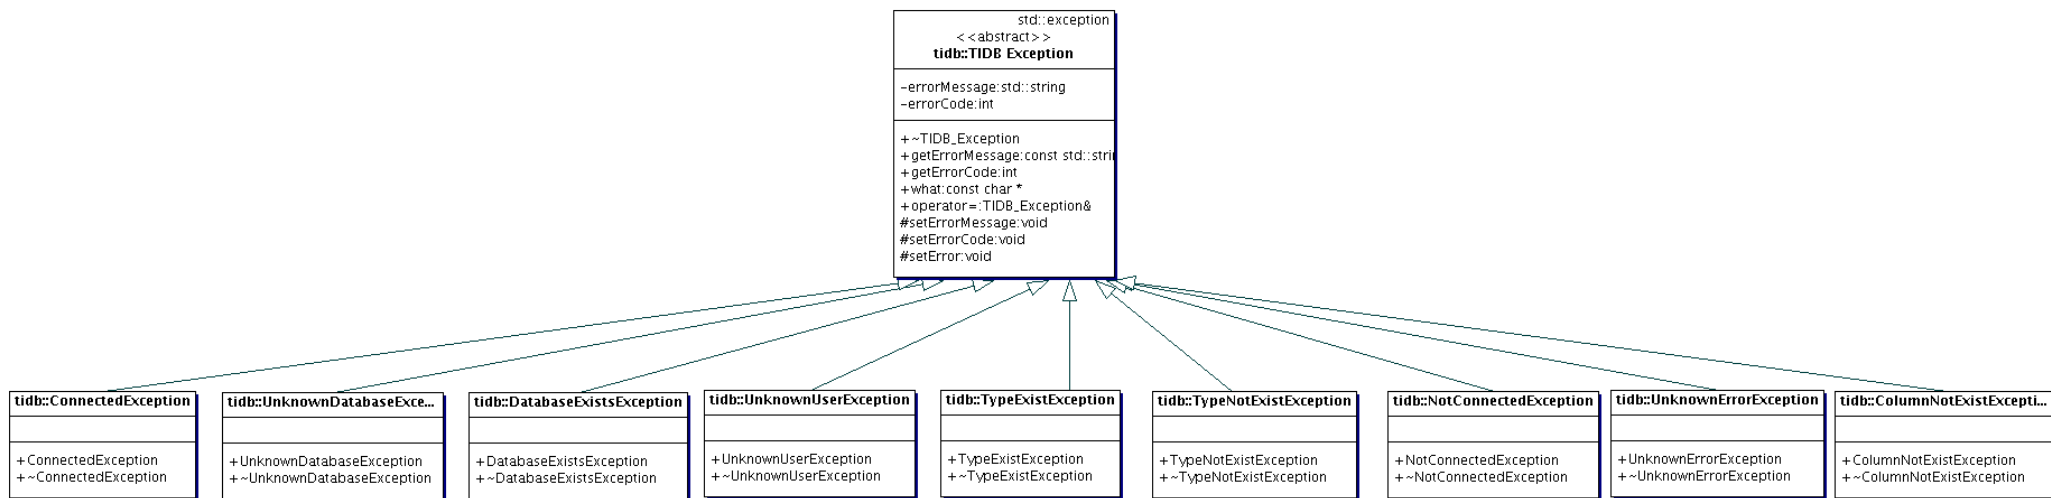 std::exception
<<abstract>>
tidb::TIDB Exception
-errorMessage:std::string
-errorCode:int
+~TIDB_Exception
+getErrorMessage:const std::strin
+getErrorCode:int
+what:const char *
+operator=:TIDB_Exception&
#setErrorMessage:void
#setErrorCode:void
#setError:void
tidb::ConnectedException
+ConnectedException
+~ConnectedException
tidb::UnknownDatabaseExce...
+UnknownDatabaseException
+~UnknownDatabaseException
tidb::DatabaseExistsException
+DatabaseExistsException
+~DatabaseExistsException
tidb::UnknownUserException
+UnknownUserException
+~UnknownUserException
tidb::TypeExistException
+TypeExistException
+~TypeExistException
tidb::TypeNotExistException
+TypeNotExistException
+~TypeNotExistException
tidb::NotConnectedException
+NotConnectedException
+~NotConnectedException
tidb::UnknownErrorException
+UnknownErrorException
+~UnknownErrorException
tidb::ColumnNotExistExcepti...
+ColumnNotExistException
+~ColumnNotExistException